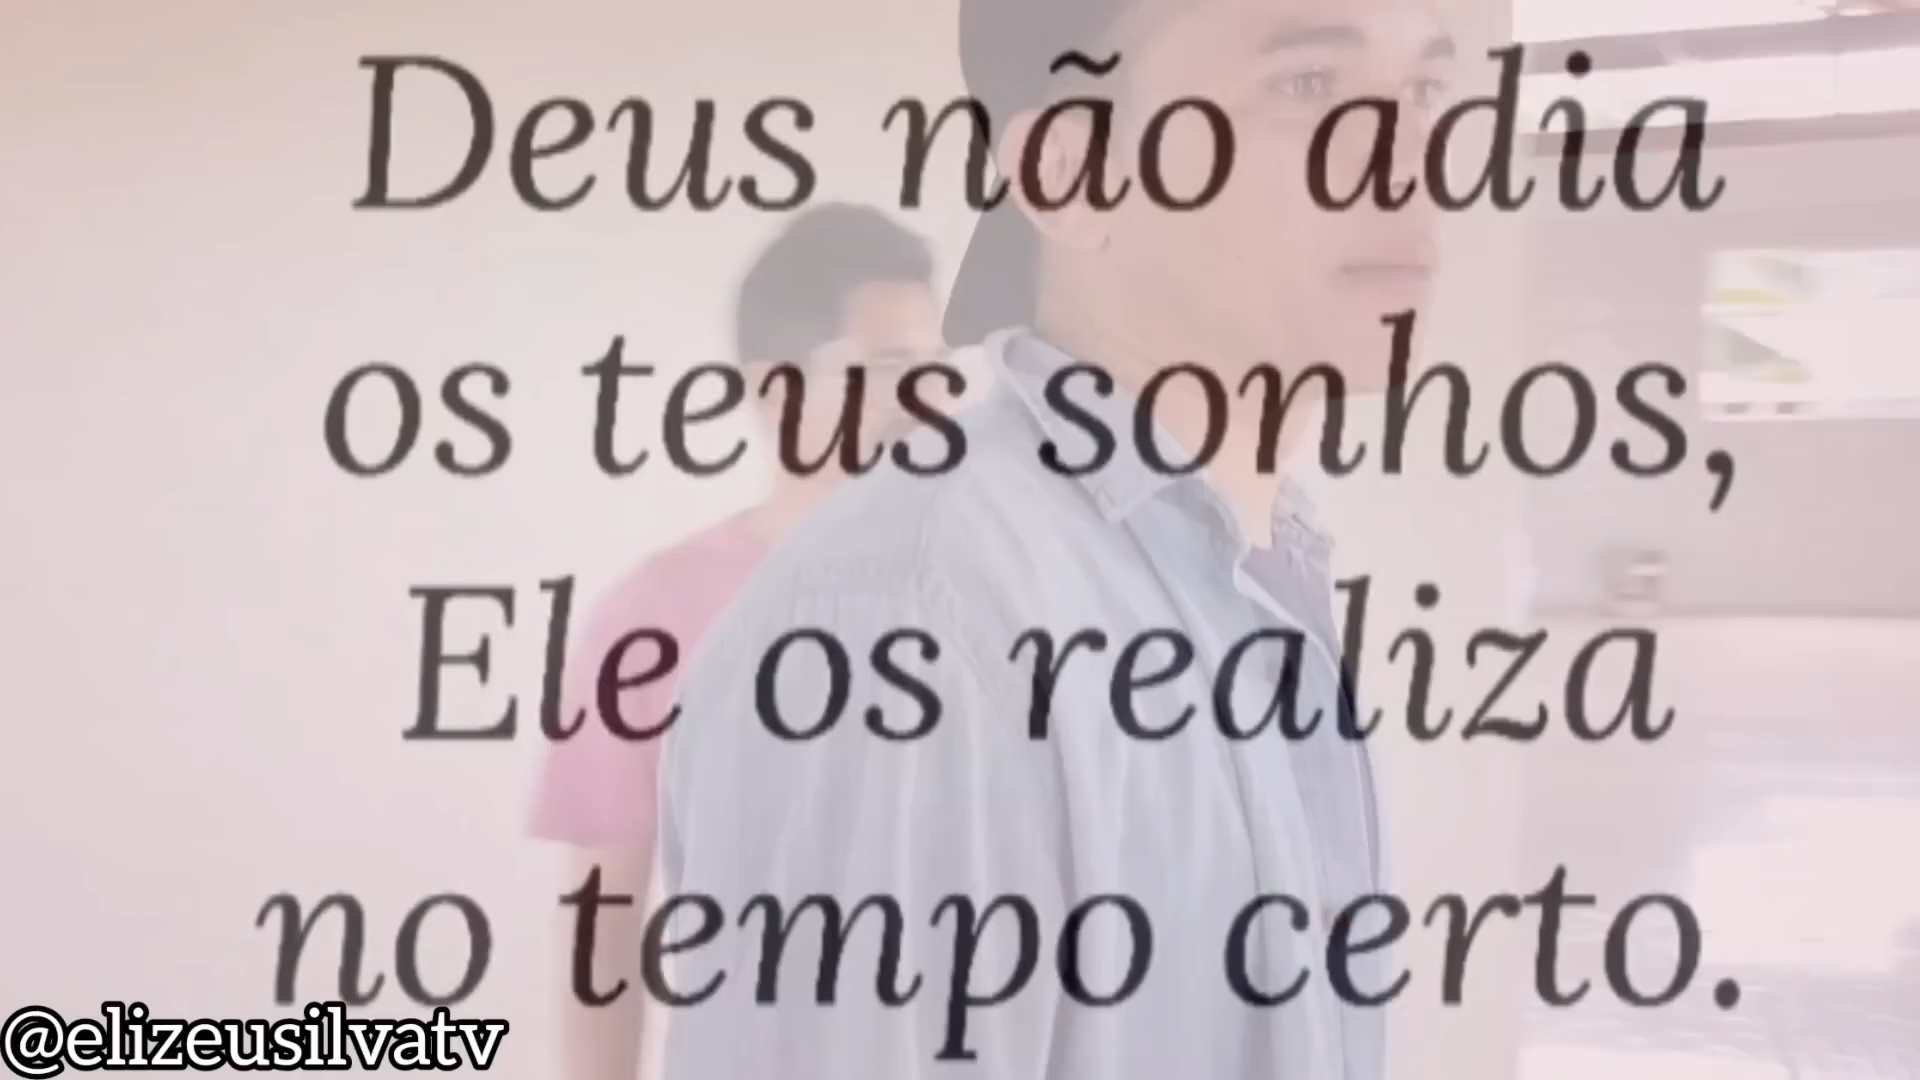 Deus não adia
os teus sonhos,
Ele os realiza
no tempo certo.
@elizeusilvatv